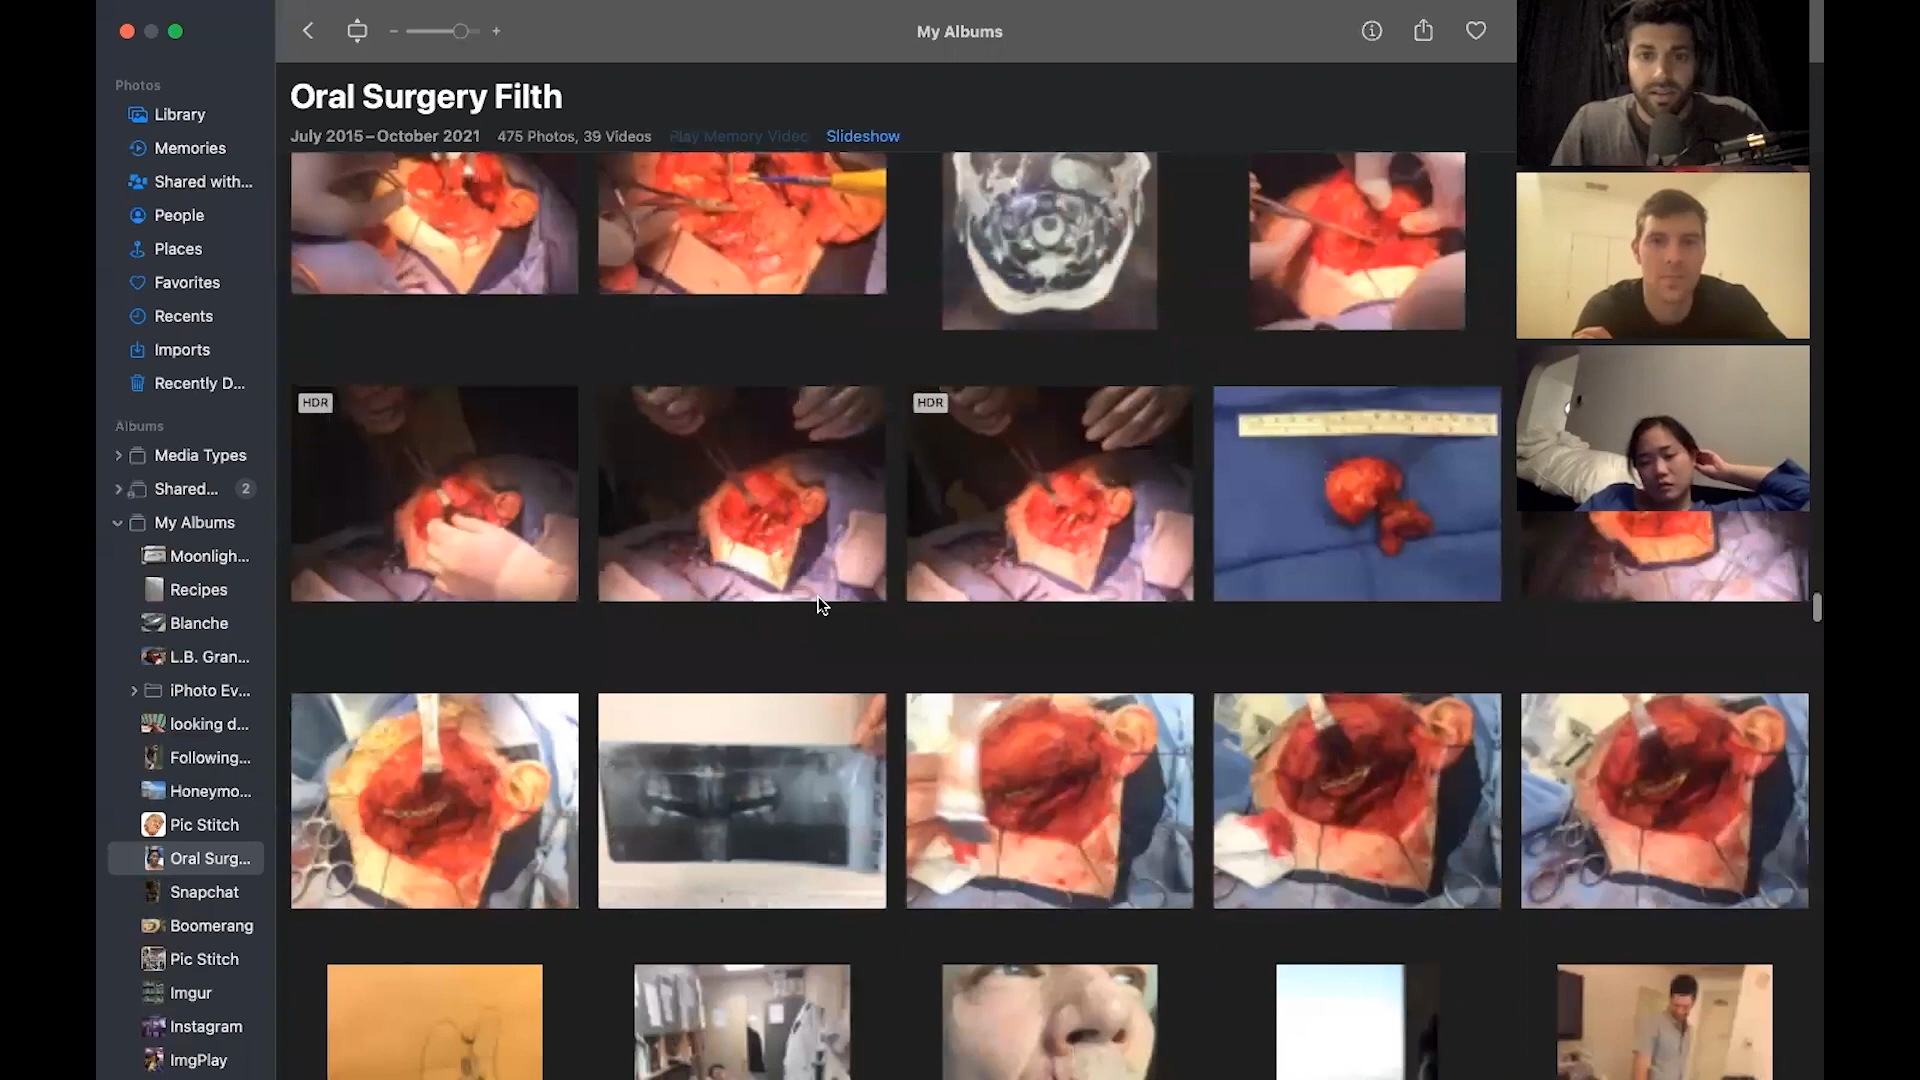 My Albums
Photos
Library
Memories
Shared with...
People
Places
Favorites
Recents
Imports
Recently D...
Albums
Media Types
Shared... 2
My Albums
Moonligh...
Recipes
Blanche
L.B. Gran...
iPhoto Ev...
looking d...
Following...
Honeymo...
Pic Stitch
Oral Surg...
Snapchat
Boomerang
Pic Stitch
Imgur
Instagram
ImgPlay
Oral Surgery Filth
July 2015–October 2021 475 Photos, 39 Videos Play Memory Video Slideshow
HDR
HDR